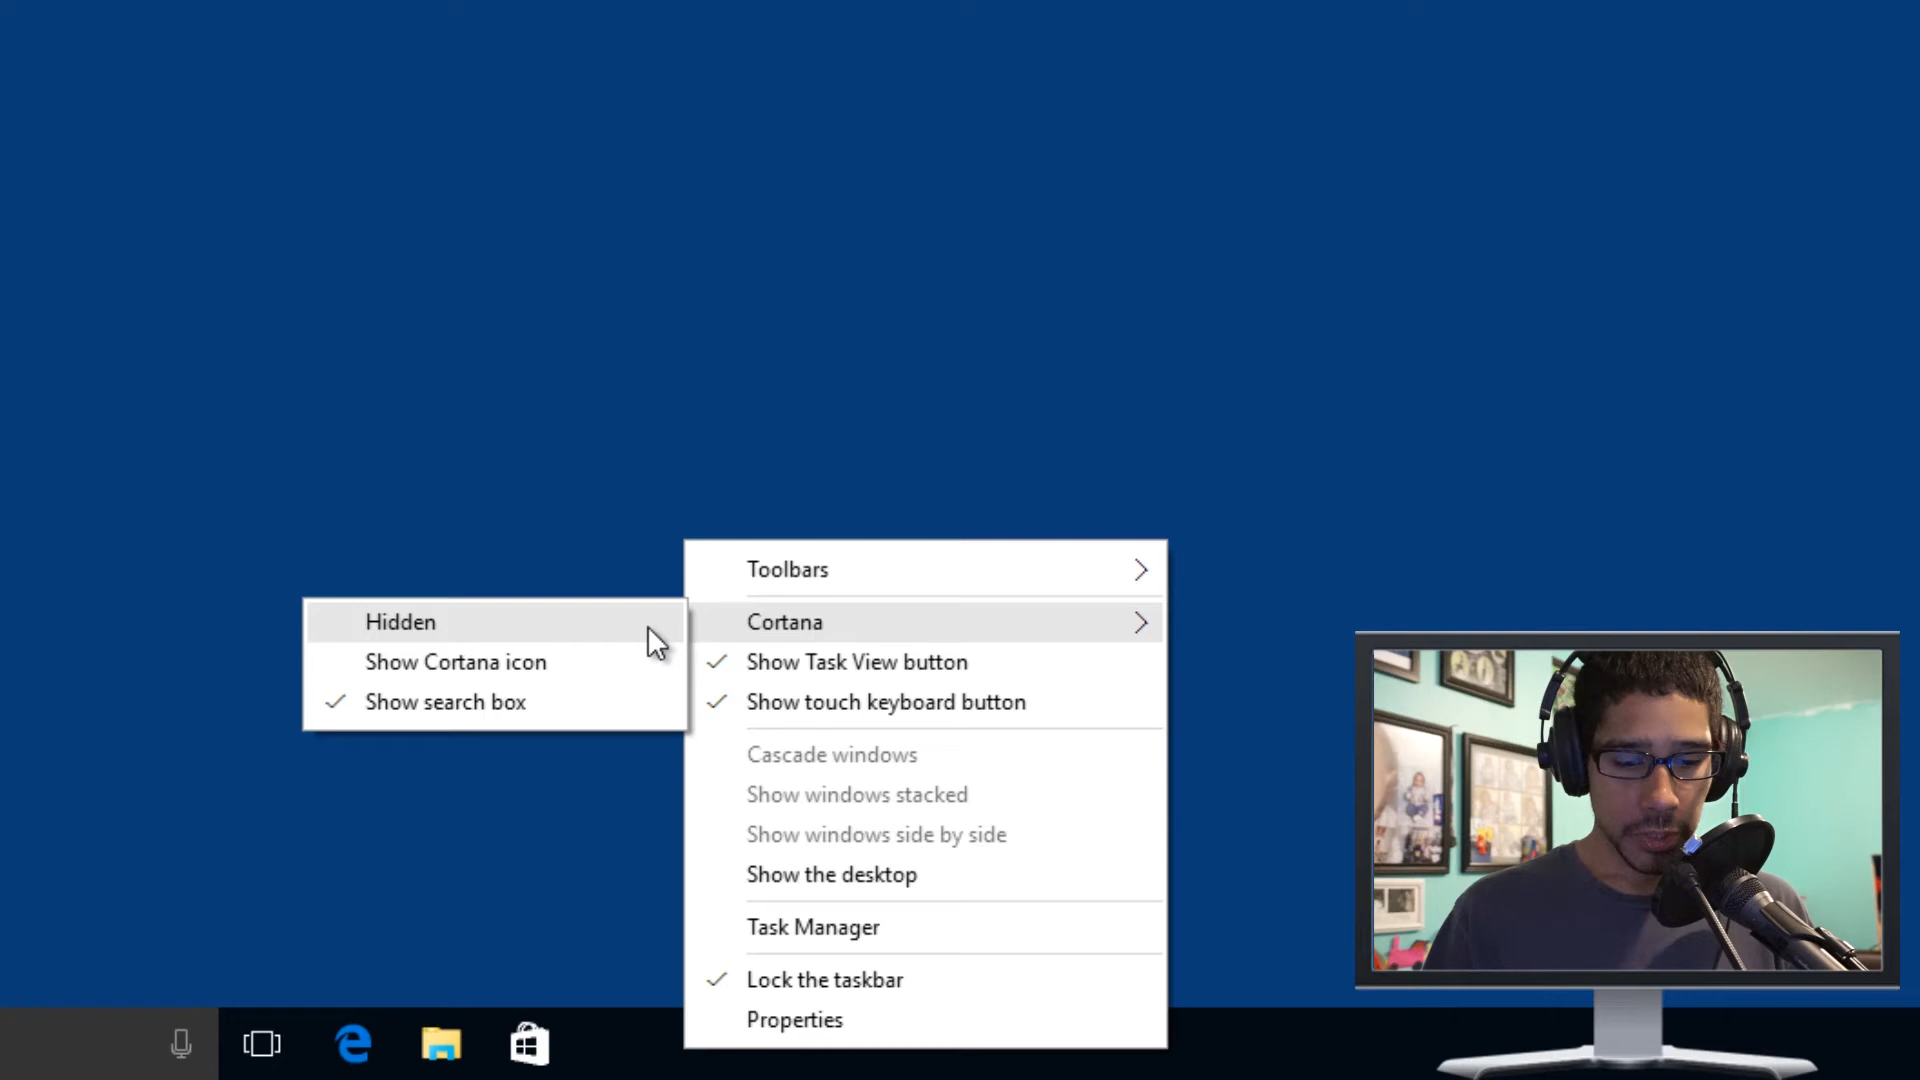 Toolbars
Cortana
Show Task View button
Show touch keyboard button
Cascade windows
Show windows stacked
Show windows side by side
Show the desktop
Task Manager
Lock the taskbar
Properties
Hidden
Show Cortana icon
Show search box